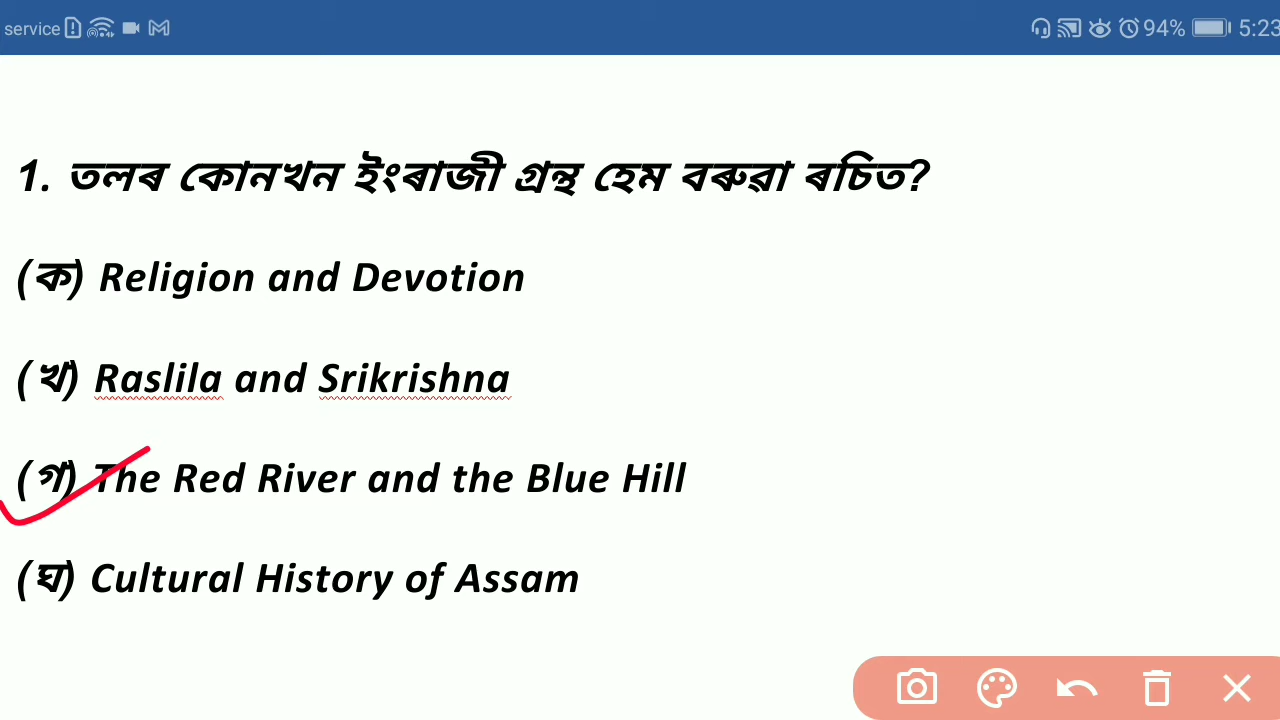 service 94% 5:23
1. তলৰ কোনখন ইংৰাজী গ্ৰন্থ হেম বৰুৱা ৰচিত?
(ক) Religion and Devotion
(খ) Raslila and Srikrishna
(গ) The Red River and the Blue Hill
(ঘ) Cultural History of Assam